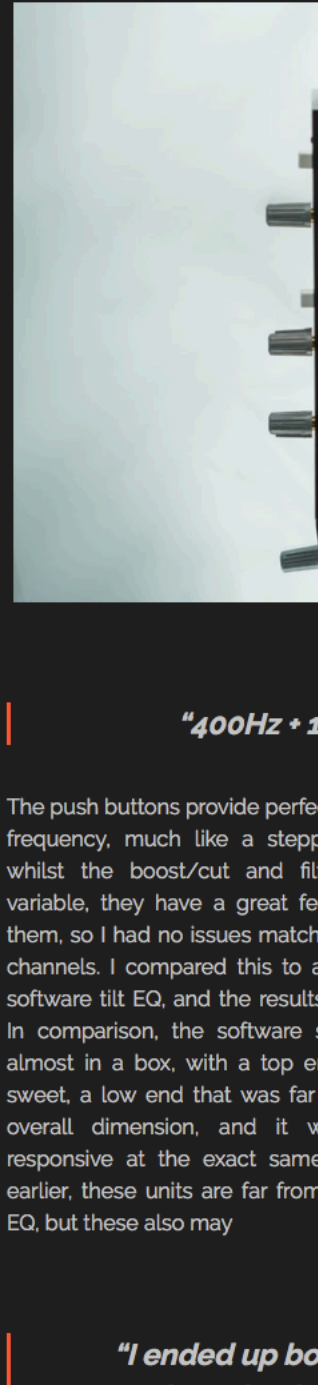 “400Hz + 1
The push buttons provide perfe
frequency, much like a stepp
whilst the boost/cut and fil
variable, they have a great fe
them, so I had no issues match
channels. I compared this to a
software tilt EQ, and the results
In comparison, the software s
almost in a box, with a top e
sweet, a low end that was far
overall dimension, and it w
responsive at the exact same
earlier, these units are far from
EQ, but these also may
“I ended up bo